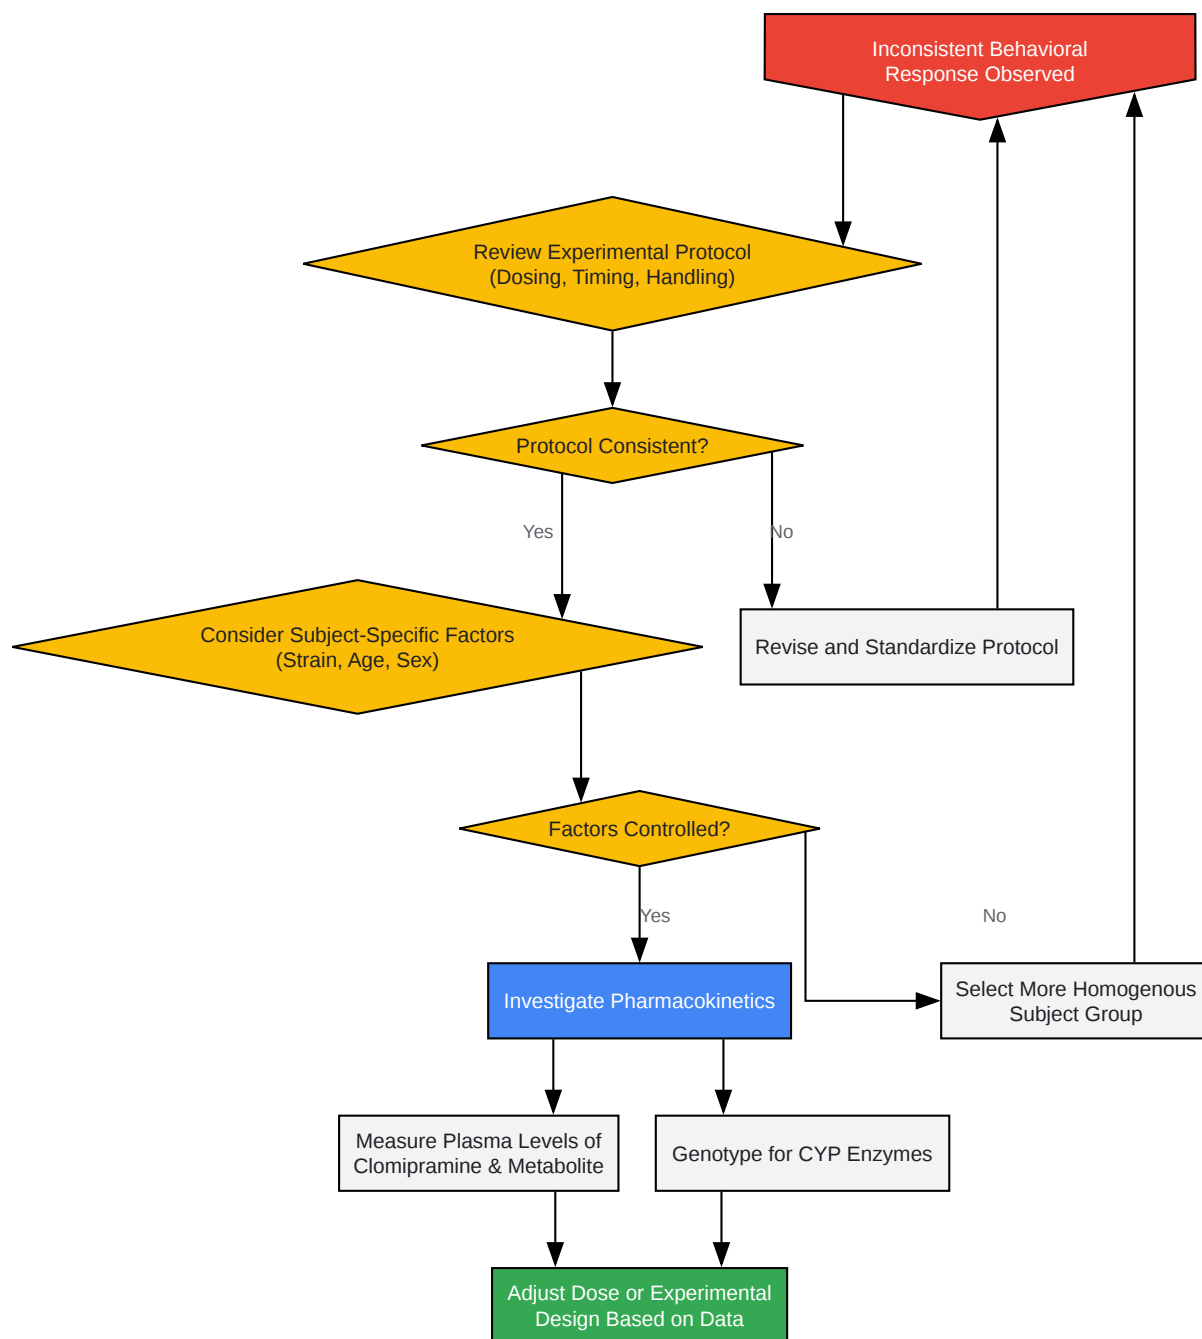 Inconsistent Behavioral
Response Observed
Review Experimental Protocol
(Dosing, Timing, Handling)
Protocol Consistent?
Yes
No
Consider Subject-Specific Factors
(Strain, Age, Sex)
Revise and Standardize Protocol
Factors Controlled?
Yes
No
Investigate Pharmacokinetics
Select More Homogenous
Subject Group
Measure Plasma Levels of
Clomipramine & Metabolite
Genotype for CYP Enzymes
Adjust Dose or Experimental
Design Based on Data